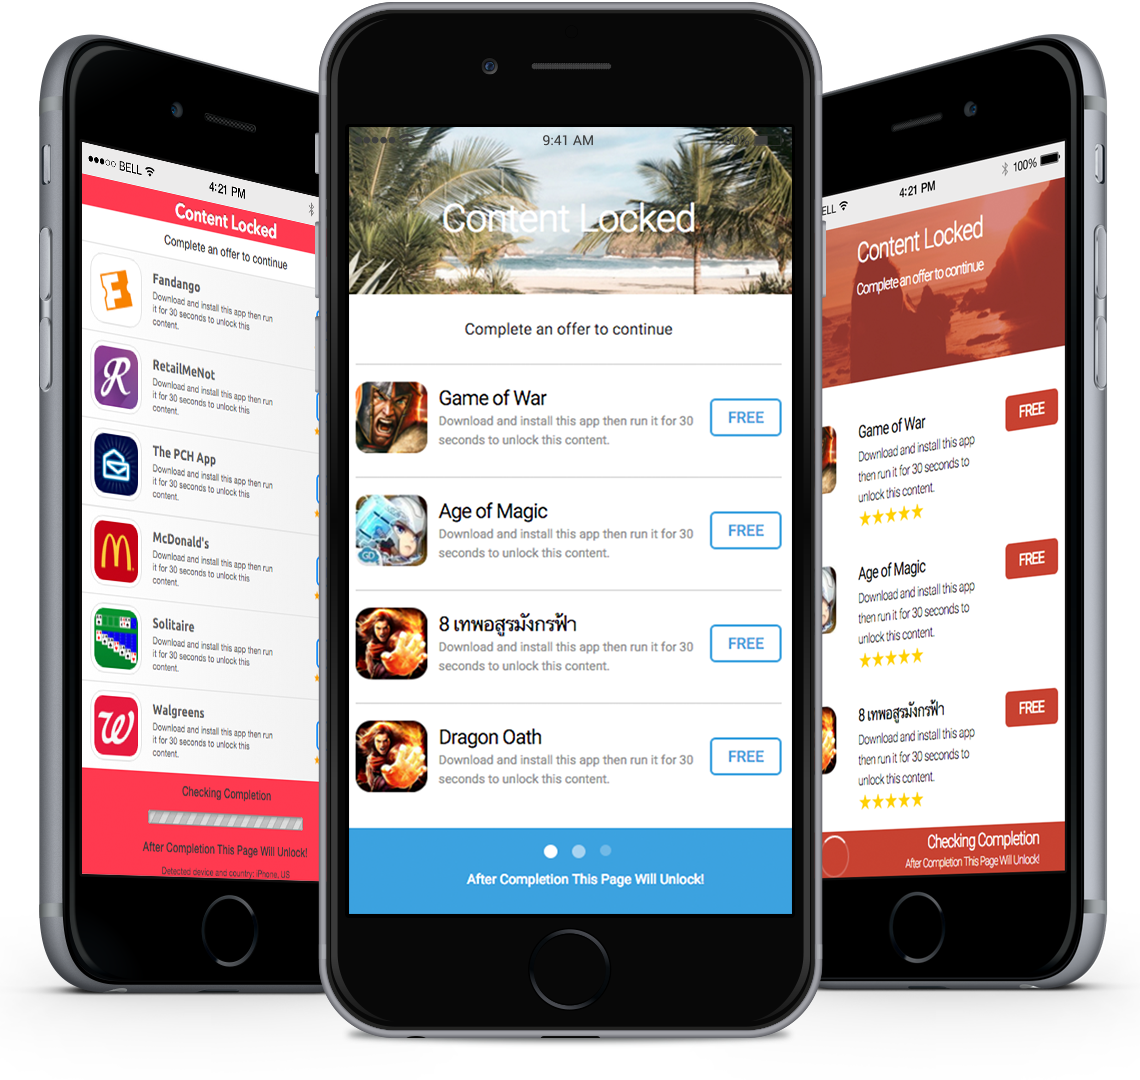 ●●●○○ BELL
4:21 PM
Content Locked
Complete an offer to continue
Fandango
Download and install this app then run
it for 30 seconds to unlock this
content.
RetailMeNot
Download and install this app then run
it for 30 seconds to unlock this
content.
The PCH App
Download and install this app then run
it for 30 seconds to unlock this
content.
McDonald's
Download and install this app then run
it for 30 seconds to unlock this
content.
Solitaire
Download and install this app then run
it for 30 seconds to unlock this
content.
Walgreens
Download and install this app then run
it for 30 seconds to unlock this
content.
Checking Completion
After Completion This Page Will Unlock!
Detected device and country: iPhone, US
9:41 AM
Content Locked
Complete an offer to continue
Game of War
Download and install this app then run it for 30
seconds to unlock this content.
FREE
Age of Magic
Download and install this app then run it for 30
seconds to unlock this content.
FREE
8 เทพอสูรมังกรฟ้า
Download and install this app then run it for 30
seconds to unlock this content.
FREE
Dragon Oath
Download and install this app then run it for 30
seconds to unlock this content.
FREE
After Completion This Page Will Unlock!
ELL
4:21 PM
100%
Content Locked
Complete an offer to continue
Game of War
Download and install this app
then run it for 30 seconds to
unlock this content.
FREE
Age of Magic
Download and install this app
then run it for 30 seconds to
unlock this content.
FREE
8 เทพอสูรมังกรฟ้า
Download and install this app
then run it for 30 seconds to
unlock this content.
FREE
Checking Completion
After Completion This Page Will Unlock!